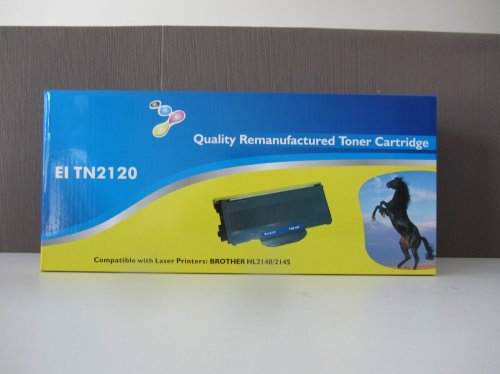 Quality Remanufactured Toner Cartridge
EI TN2120
Compatible with Laser Printers: BROTHER HL2140/2145